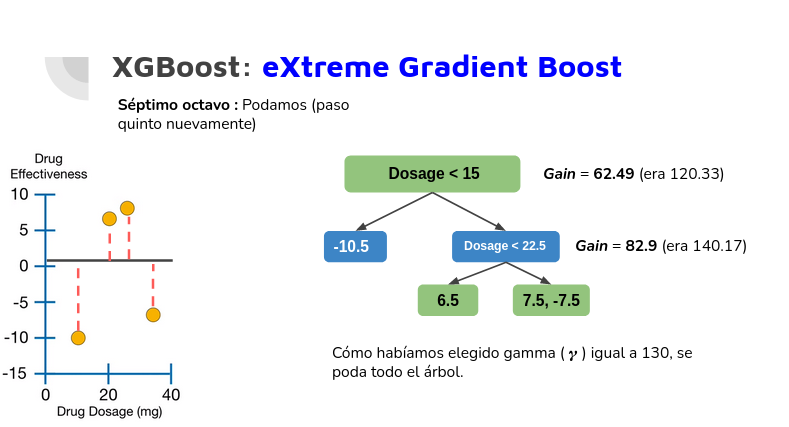 XGBoost: eXtreme Gradient Boost
Séptimo octavo : Podamos (paso
quinto nuevamente)
Drug
Effectiveness
10
5
0
-5
-10
-15
0 20 40
Drug Dosage (mg)
Dosage < 15
Gain = 62.49 (era 120.33)
-10.5
Dosage < 22.5
Gain = 82.9 (era 140.17)
6.5
7.5, -7.5
Cómo habíamos elegido gamma ( γ ) igual a 130, se
poda todo el árbol.